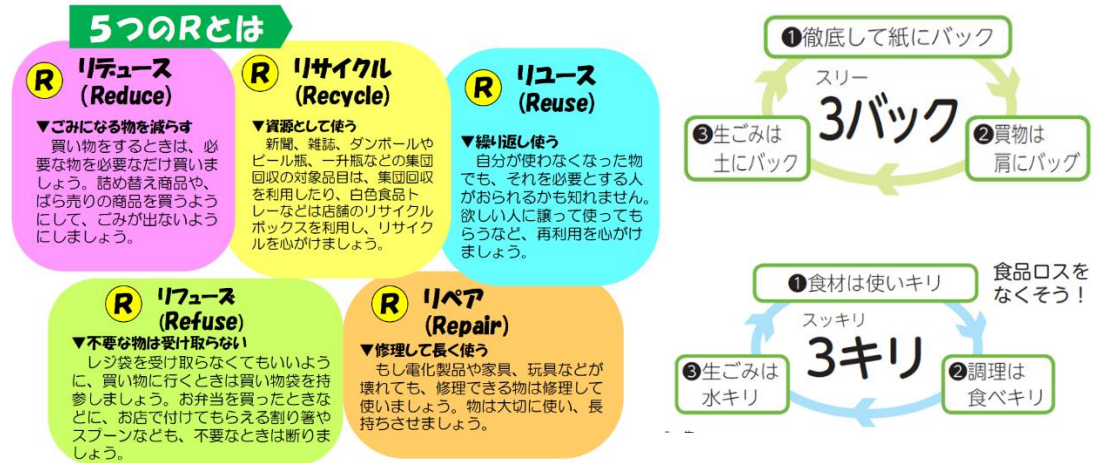 5つのRとは
R リデュース
(Reduce)
▼ごみになる物を減らす
買い物をするときは、必
要な物を必要なだけ買いま
しょう。詰め替え商品や、
ばら売りの商品を買うよう
にして、ごみが出ないよう
にしましょう。
R リサイクル
(Recycle)
▼資源として使う
新聞、雑誌、ダンボールや
ビール瓶、一升瓶などの集団
回収の対象品目は、集団回収
を利用したり、白色食品ト
レーなどは店舗のリサイクル
ボックスを利用し、リサイク
ルを心がけましょう。
R リユース
(Reuse)
▼繰り返し使う
自分が使わなくなった物
でも、それを必要とする人
がおられるかも知れません。
欲しい人に譲って使っても
らうなど、再利用を心がけ
ましょう。
R リフューズ
(Refuse)
▼不要な物は受け取らない
レジ袋を受け取らなくてもいいよう
に、買い物に行くときは買い物袋を持
参しましょう。お弁当を買ったときな
どに、お店で付けてもらえる割り箸や
スプーンなども、不要なときは断りま
しょう。
R リペア
(Repair)
▼修理して長く使う
もし電化製品や家具、玩具などが
壊れても、修理できる物は修理して
使いましょう。物は大切に使い、長
持ちさせましょう。
❶徹底して紙にバック
スリー
3バック
❸生ごみは
土にバック
❷買物は
肩にバッグ
❶食材は使いキリ
食品ロスを
なくそう！
スッキリ
3キリ
❸生ごみは
水キリ
❷調理は
食べキリ